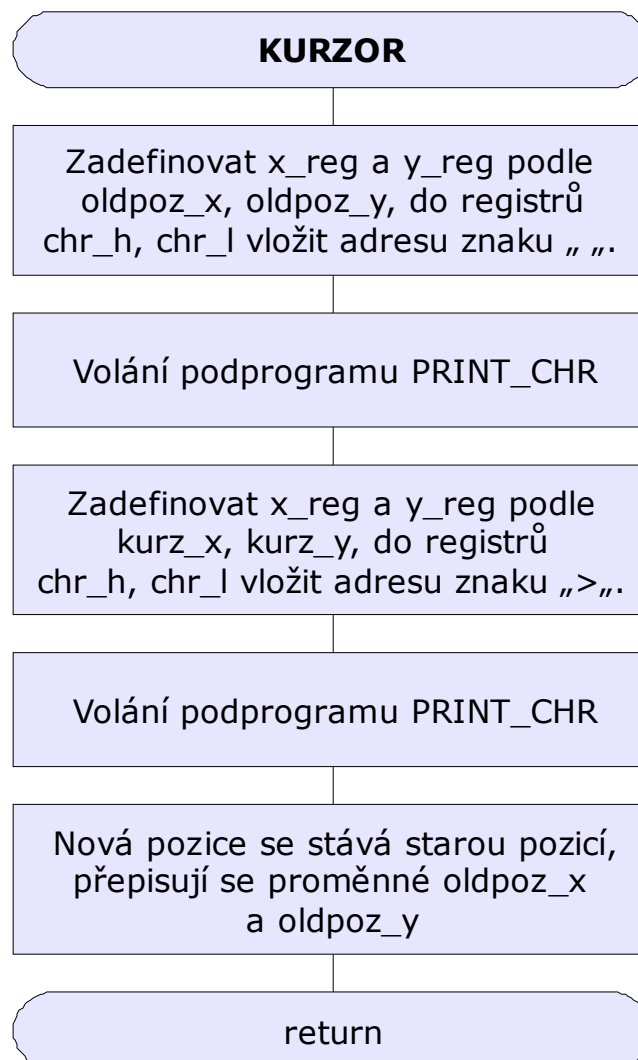 KURZOR
Zadefinovat x_reg a y_reg podle
oldpoz_x, oldpoz_y, do registrů
chr_h, chr_l vložit adresu znaku „ „.
Volání podprogramu PRINT_CHR
Zadefinovat x_reg a y_reg podle
kurz_x, kurz_y, do registrů
chr_h, chr_l vložit adresu znaku „>„.
Volání podprogramu PRINT_CHR
Nová pozice se stává starou pozicí,
přepisují se proměnné oldpoz_x
a oldpoz_y
return